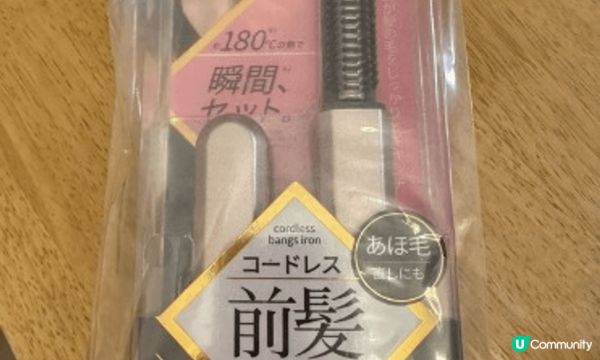 約180℃の熱で
瞬間、
セット
cordless
bangs iron
コードレス
前髪
あほ毛
直しにも
U Community